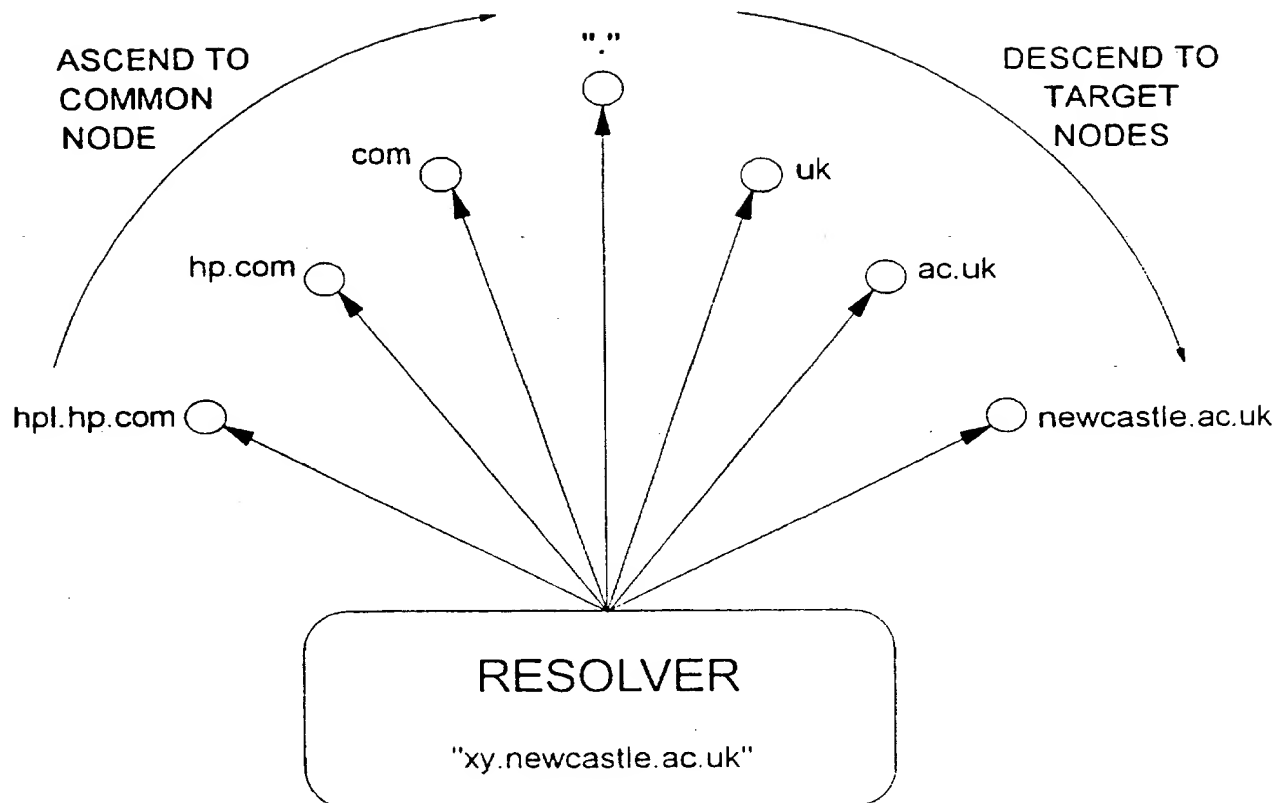 "."
ASCEND TO
COMMON
NODE
DESCEND TO
TARGET
NODES
com
uk
hp.com
ac.uk
hpl.hp.com
newcastle.ac.uk
RESOLVER
"xy.newcastle.ac.uk"